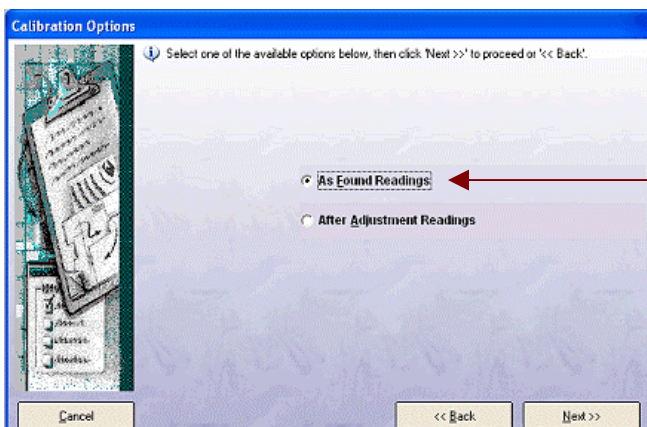 Calibration Options
Select one of the available options below, then click 'Next >>' to proceed or '<< Back'.
As Found Readings
After Adjustment Readings
Cancel
<< Back
Next >>